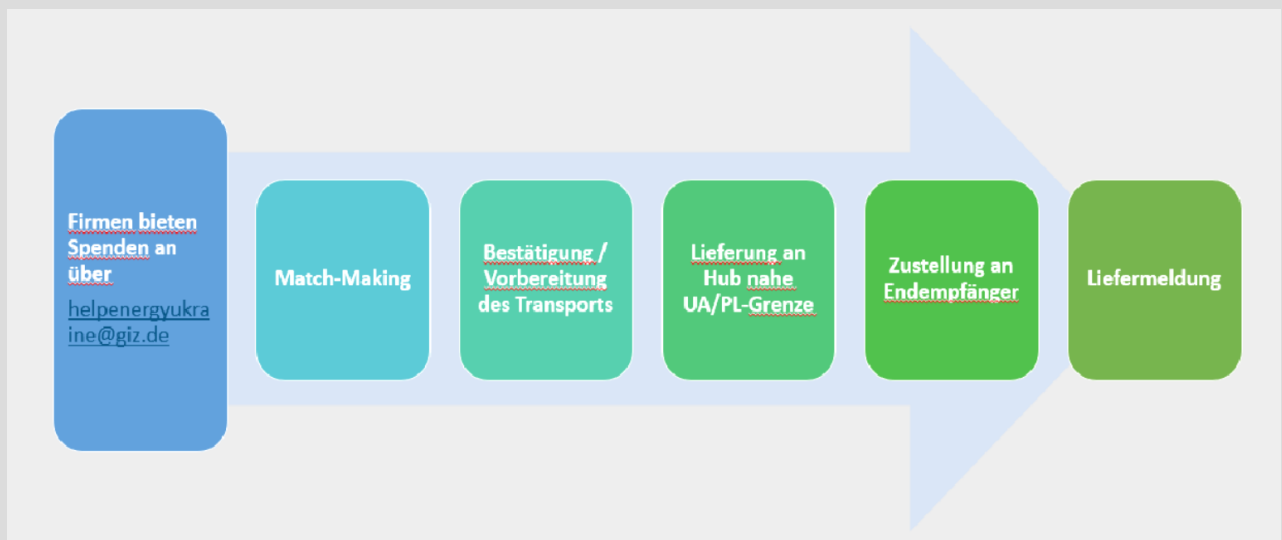 Firmen bieten
Spenden an
über
helpenergyukra
ine@giz.de
Match-Making
Bestätigung /
Vorbereitung
des Transports
Lieferung an
Hub nahe
UA/PL-Grenze
Zustellung an
Endempfänger
Liefermeldung